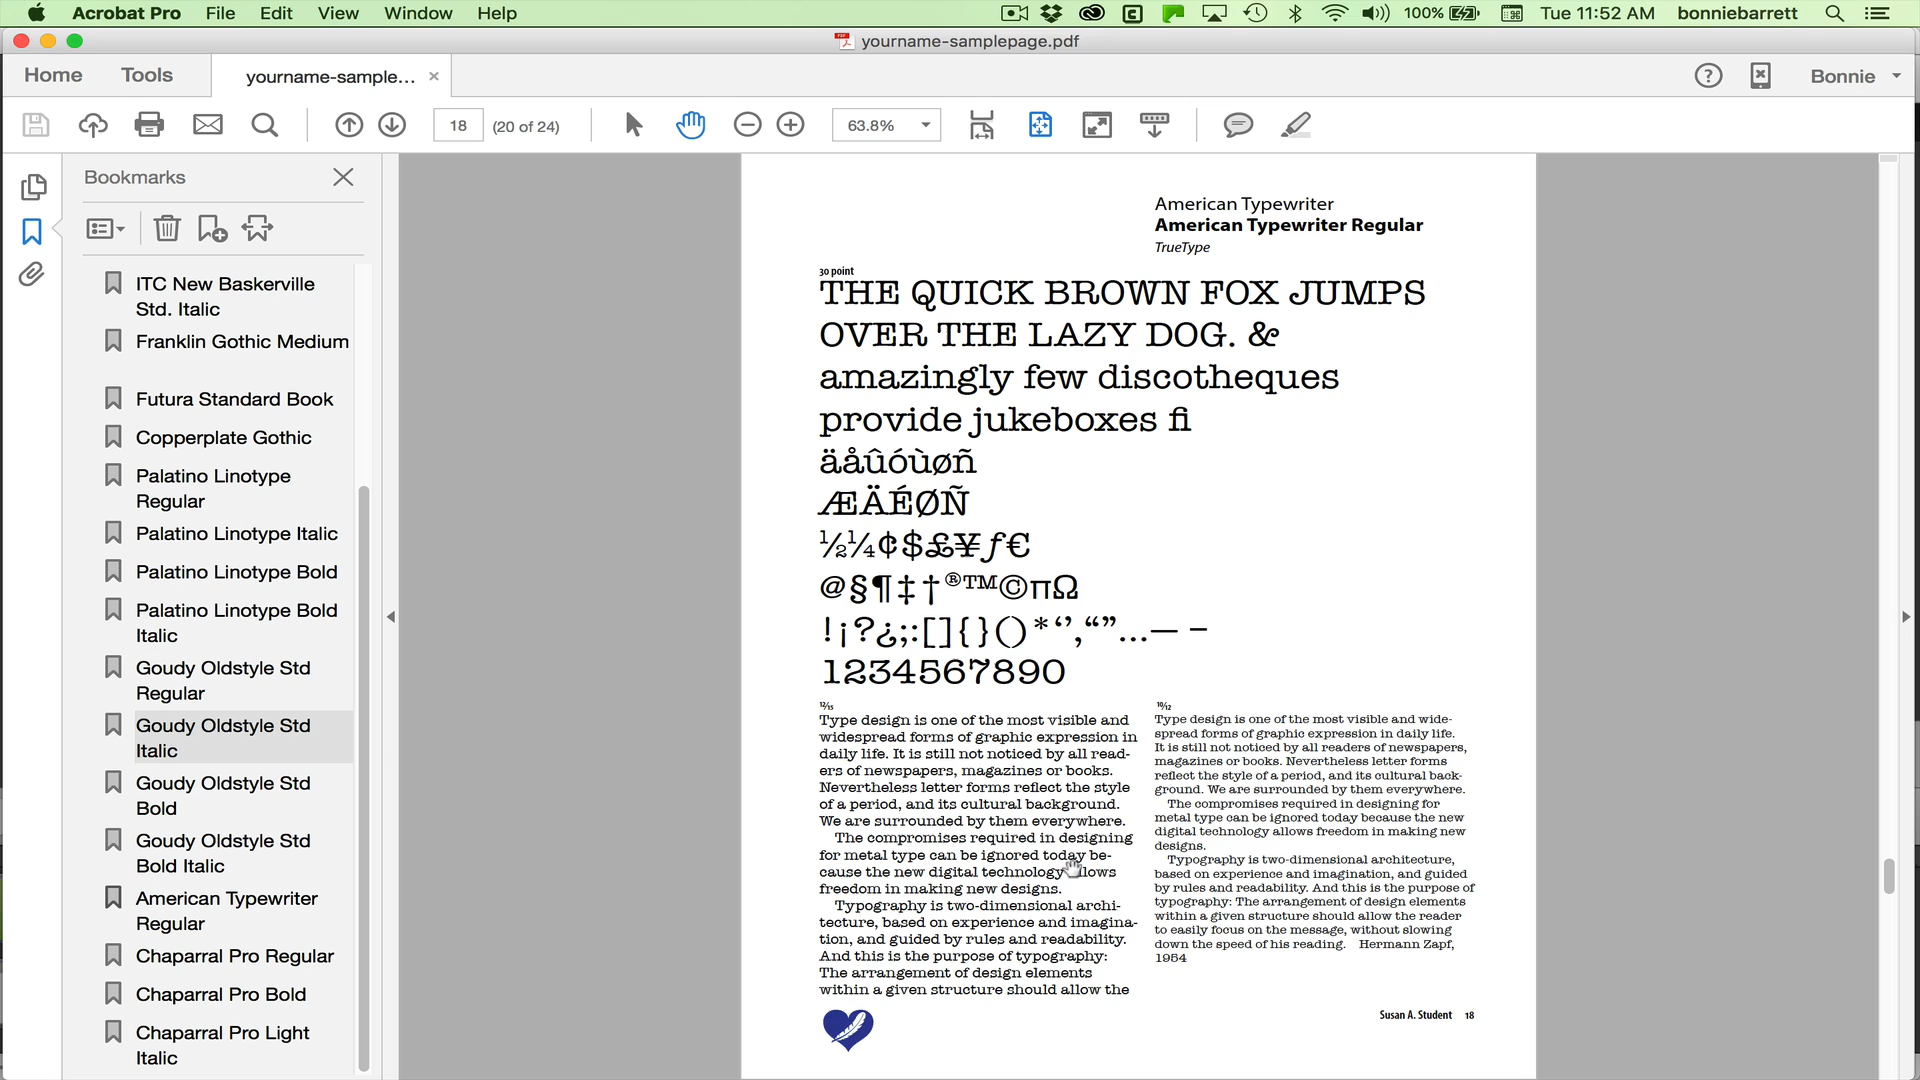 Acrobat Pro File Edit View Window Help 100% Tue 11:52 AM bonniebarrett
yourname-samplepage.pdf
Home Tools yourname-sample... × Bonnie
18 (20 of 24) 63.8%
Bookmarks
ITC New Baskerville
Std. Italic
Franklin Gothic Medium
Futura Standard Book
Copperplate Gothic
Palatino Linotype
Regular
Palatino Linotype Italic
Palatino Linotype Bold
Palatino Linotype Bold
Italic
Goudy Oldstyle Std
Regular
Goudy Oldstyle Std
Italic
Goudy Oldstyle Std
Bold
Goudy Oldstyle Std
Bold Italic
American Typewriter
Regular
Chaparral Pro Regular
Chaparral Pro Bold
Chaparral Pro Light
Italic
American Typewriter
American Typewriter Regular
TrueType
30 point
THE QUICK BROWN FOX JUMPS
OVER THE LAZY DOG. &
amazingly few discotheques
provide jukeboxes fi
äåûóùøñ
ÆÄÉØÑ
½¼¢$£¥ƒ€
@§¶‡†®™©πΩ
!¡?¿;:[]{}()*‘’,“”…— –
1234567890
12/15
Type design is one of the most visible and
widespread forms of graphic expression in
daily life. It is still not noticed by all read-
ers of newspapers, magazines or books.
Nevertheless letter forms reflect the style
of a period, and its cultural background.
We are surrounded by them everywhere.
The compromises required in designing
for metal type can be ignored today be-
cause the new digital technology allows
freedom in making new designs.
Typography is two-dimensional archi-
tecture, based on experience and imagina-
tion, and guided by rules and readability.
And this is the purpose of typography:
The arrangement of design elements
within a given structure should allow the
10/12
Type design is one of the most visible and wide-
spread forms of graphic expression in daily life.
It is still not noticed by all readers of newspapers,
magazines or books. Nevertheless letter forms
reflect the style of a period, and its cultural back-
ground. We are surrounded by them everywhere.
The compromises required in designing for
metal type can be ignored today because the new
digital technology allows freedom in making new
designs.
Typography is two-dimensional architecture,
based on experience and imagination, and guided
by rules and readability. And this is the purpose of
typography: The arrangement of design elements
within a given structure should allow the reader
to easily focus on the message, without slowing
down the speed of his reading. Hermann Zapf,
1954
Susan A. Student 18